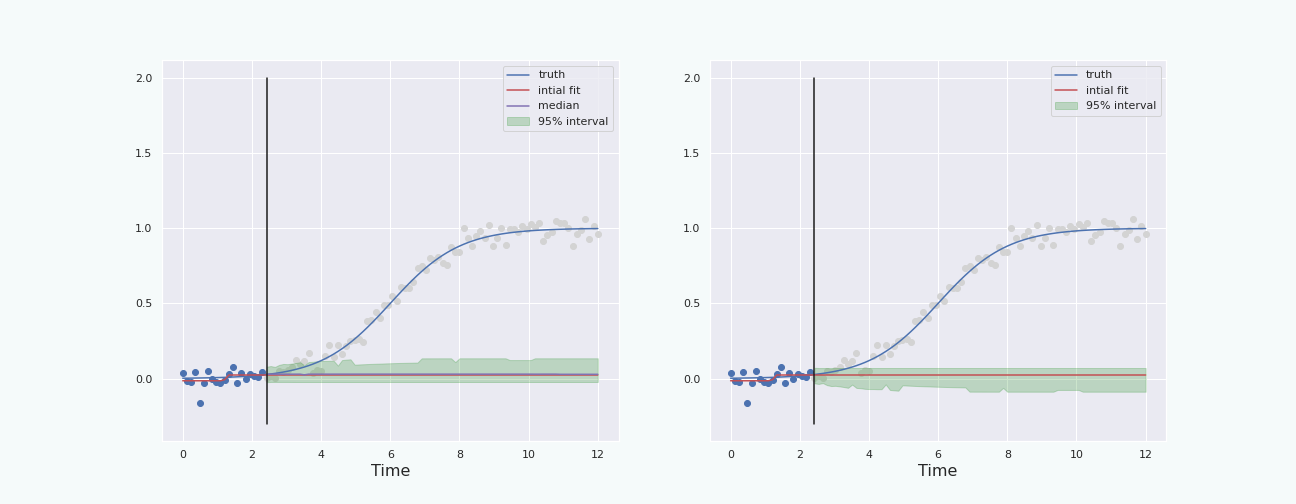 2.0
1.5
1.0
0.5
0.0
0 2 4 6 8 10 12
Time
truth
intial fit
median
95% interval
2.0
1.5
1.0
0.5
0.0
0 2 4 6 8 10 12
Time
truth
intial fit
95% interval